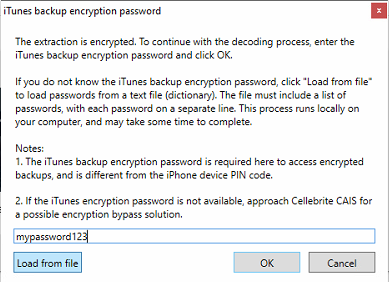 iTunes backup encryption password
The extraction is encrypted. To continue with the decoding process, enter the
iTunes backup encryption password and click OK.
If you do not know the iTunes backup encryption password, click "Load from file"
to load passwords from a text file (dictionary). The file must include a list of
passwords, with each password on a separate line. This process runs locally on
your computer, and may take some time to complete.
Notes:
1. The iTunes backup encryption password is required here to access encrypted
backups, and is different from the iPhone device PIN code.
2. If the iTunes encryption password is not available, approach Cellebrite CAIS for
a possible encryption bypass solution.
mypassword123
Load from file
OK
Cancel